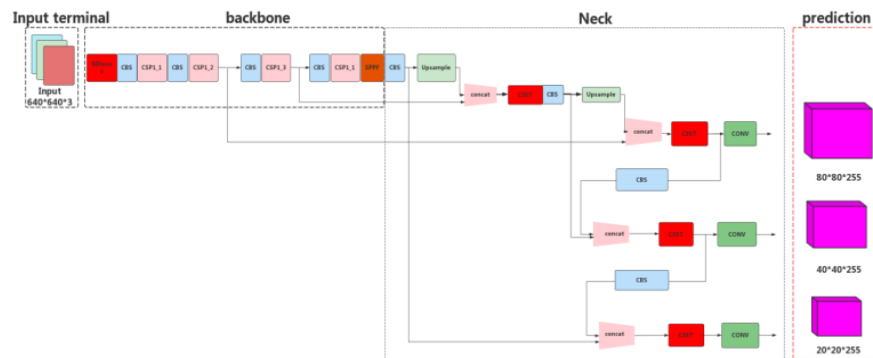 Input terminal
backbone
Neck
prediction
CBS
CSP1_1
CBS
CSP1_2
CBS
CSP1_3
CBS
CSP1_1
SPPF
CBS
Upsample
Input
640*640*3
concat
CBS
Upsample
concat
CONV
80*80*255
CBS
concat
CONV
40*40*255
CBS
concat
CONV
20*20*255